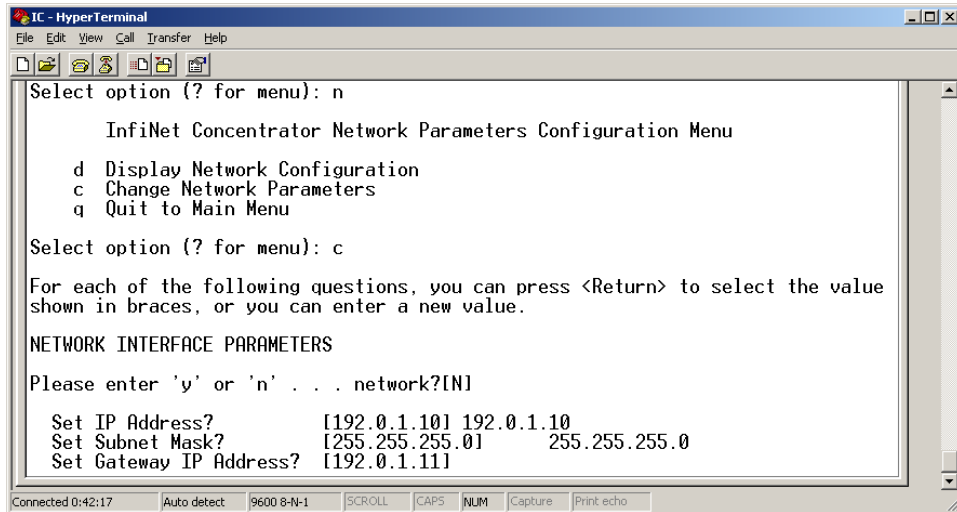 IC - HyperTerminal
File Edit View Call Transfer Help
Select option (? for menu): n
InfiNet Concentrator Network Parameters Configuration Menu
d Display Network Configuration
c Change Network Parameters
q Quit to Main Menu
Select option (? for menu): c
For each of the following questions, you can press <Return> to select the value
shown in braces, or you can enter a new value.
NETWORK INTERFACE PARAMETERS
Please enter 'y' or 'n' . . . network?[N]
Set IP Address? [192.0.1.10] 192.0.1.10
Set Subnet Mask? [255.255.255.0] 255.255.255.0
Set Gateway IP Address? [192.0.1.11]
Connected 0:42:17 Auto detect 9600 8-N-1 SCROLL CAPS NUM Capture Print echo